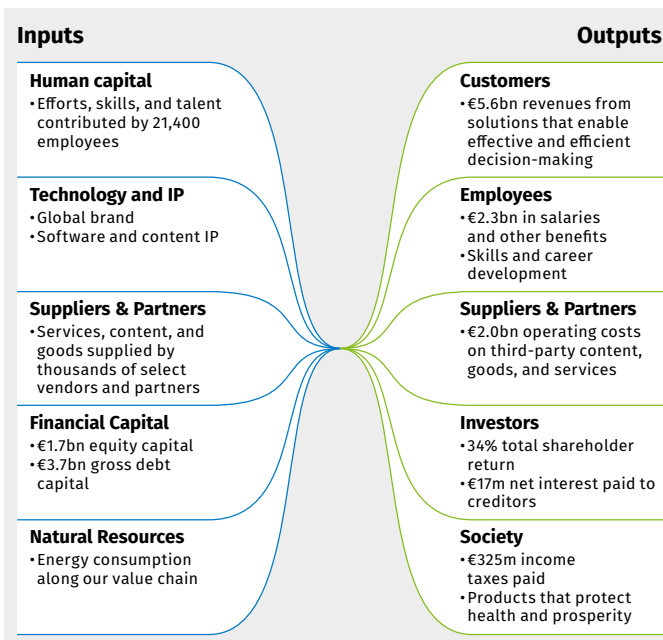 Inputs
Human capital
•Efforts, skills, and talent
contributed by 21,400
employees
Technology and IP
•Global brand
•Software and content IP
Suppliers & Partners
•Services, content, and
goods supplied by
thousands of select
vendors and partners
Financial Capital
•€1.7bn equity capital
•€3.7bn gross debt
capital
Natural Resources
•Energy consumption
along our value chain
Outputs
Customers
•€5.6bn revenues from
solutions that enable
effective and efficient
decision-making
Employees
•€2.3bn in salaries
and other benefits
•Skills and career
development
Suppliers & Partners
•€2.0bn operating costs
on third-party content,
goods, and services
Investors
•34% total shareholder
return
•€17m net interest paid to
creditors
Society
•€325m income
taxes paid
•Products that protect
health and prosperity